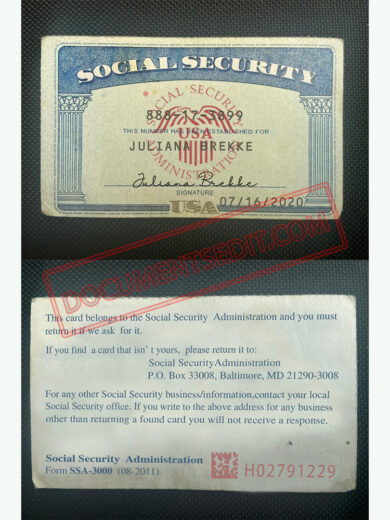 SOCIAL SECURITY
SOCIAL SECURITY
888-17-3899
USA
THIS NUMBER HAS BEEN ESTABLISHED FOR
JULIANA BREKKE
ADMINISTRATION
Juliana Brekke
SIGNATURE
USA 07/16/2020
DOCUMENTSEDIT.COM
This card belongs to the Social Security Administration and you must
return it if we ask for it.
If you find a card that isn' t yours, please return it to:
Social SecurityAdministration
P.O. Box 33008, Baltimore, MD 21290-3008
For any other Social Security business/information,contact your local
Social Security office. If you write to the above address for any business
other than returning a found card you will not receive a response.
Social Security Administration
Form SSA-3000 (08-2011)
H02791229